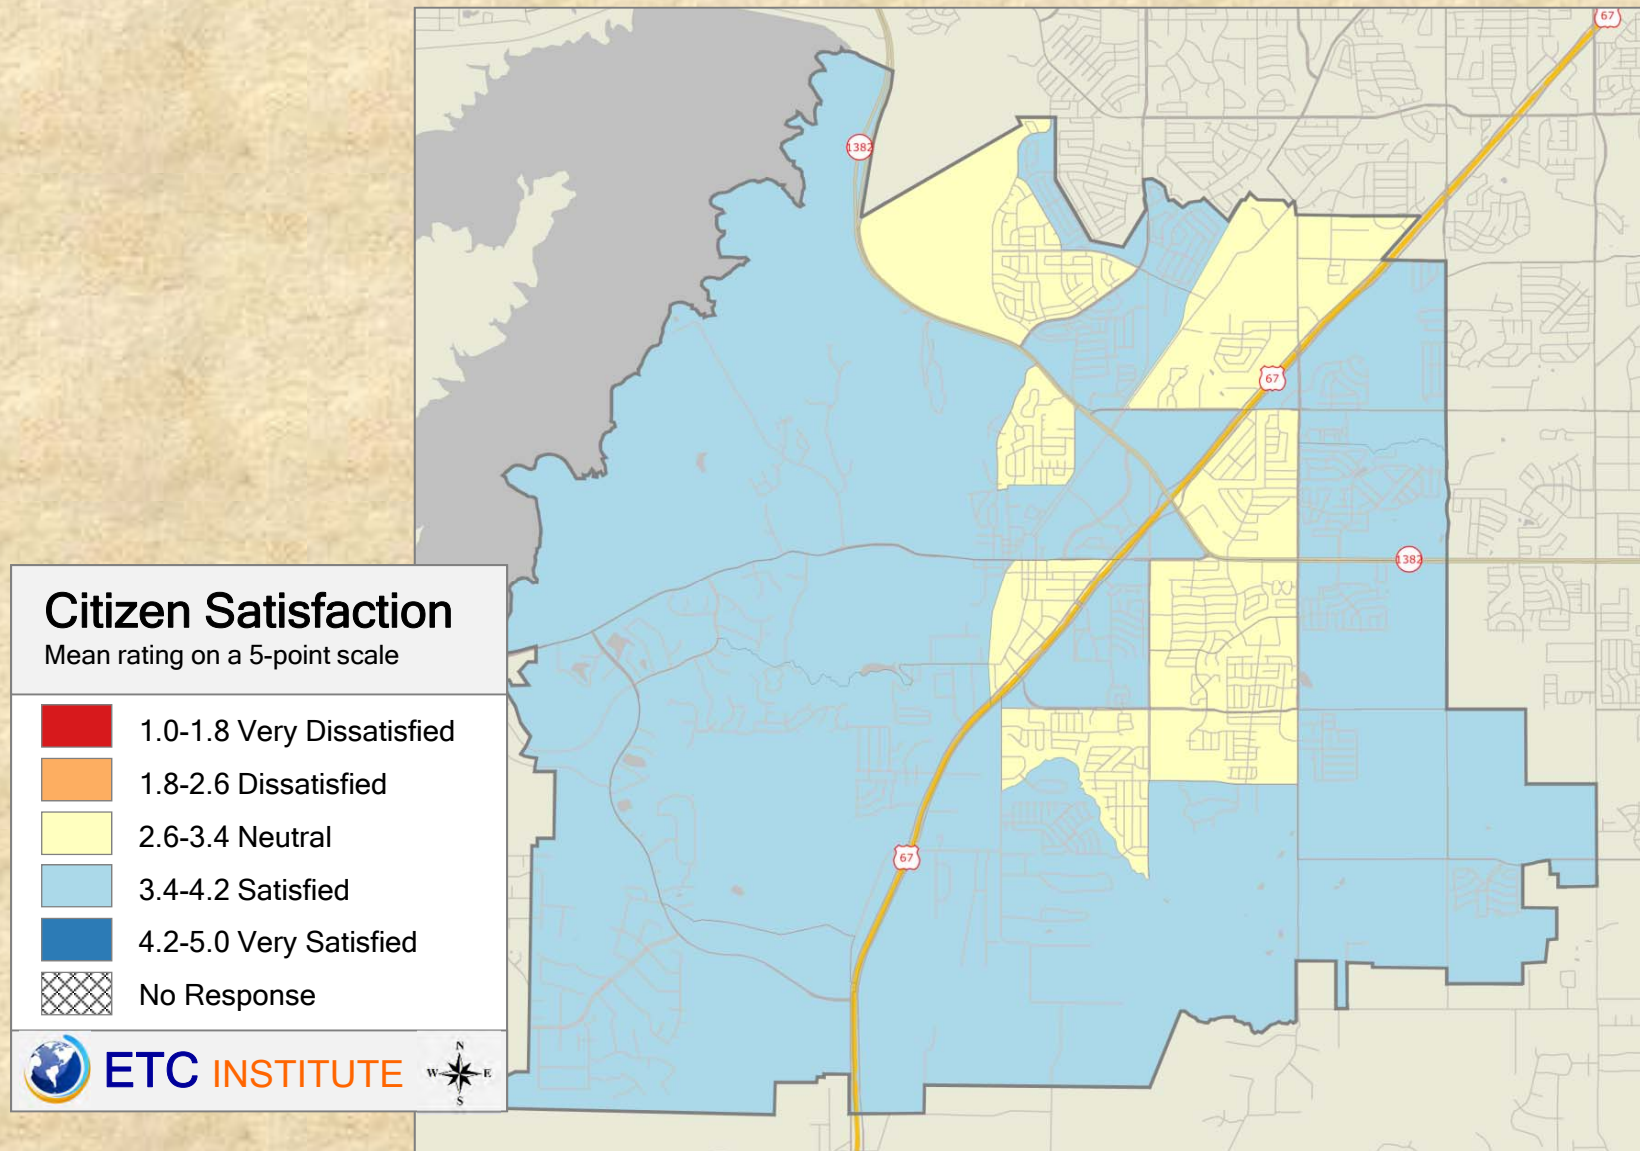 67
1382
67
1382
67
Citizen Satisfaction
Mean rating on a 5-point scale
1.0-1.8 Very Dissatisfied
1.8-2.6 Dissatisfied
2.6-3.4 Neutral
3.4-4.2 Satisfied
4.2-5.0 Very Satisfied
No Response
ETC INSTITUTE
N
W E
S